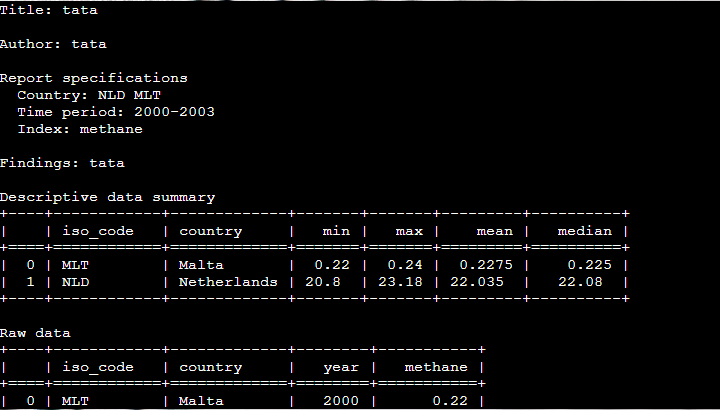 Title: tata
Author: tata
Report specifications
  Country: NLD MLT
  Time period: 2000-2003
  Index: methane
Findings: tata
Descriptive data summary
+----+------------+-------------+-------+-------+---------+----------+
|    | iso_code   | country     |   min |   max |    mean |   median |
+====+============+=============+=======+=======+=========+==========+
|  0 | MLT        | Malta       |  0.22 |  0.24 |  0.2275 |    0.225 |
|  1 | NLD        | Netherlands | 20.8  | 23.18 | 22.035  |   22.08  |
+----+------------+-------------+-------+-------+---------+----------+
Raw data
+----+------------+-------------+--------+-----------+
|    | iso_code   | country     |   year |   methane |
+====+============+=============+========+===========+
|  0 | MLT        | Malta       |   2000 |      0.22 |